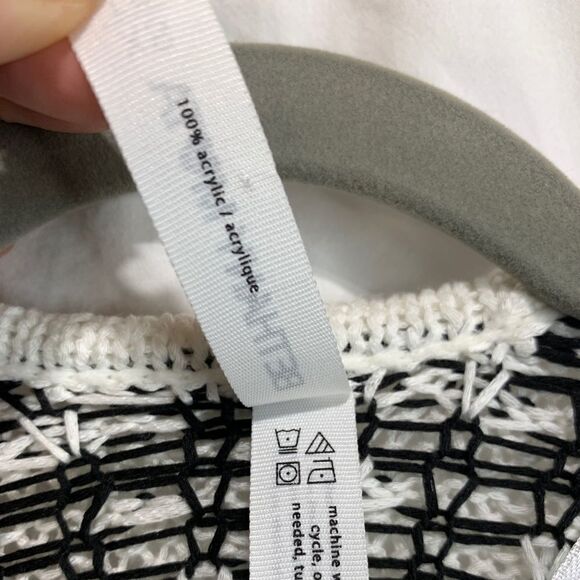 100% acrylic / acrylique
machine w
cycle, o
needed, tu